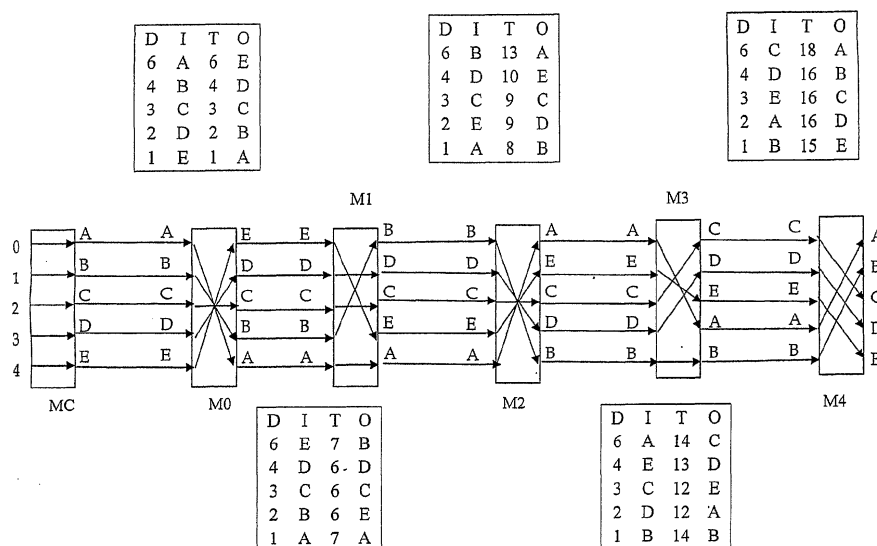 D I T O
6 A 6 E
4 B 4 D
3 C 3 C
2 D 2 B
1 E 1 A
D I T O
6 B 13 A
4 D 10 E
3 C 9 C
2 E 9 D
1 A 8 B
D I T O
6 C 18 A
4 D 16 B
3 E 16 C
2 A 16 D
1 B 15 E
M1 M3
0 A A E E B B A A C C A
1 B B D D D D E E D D B
2 C C C C C C C C E E C
3 D D B B E E D D A A D
4 E E A A A A B B B B E
MC M0 M2 M4
D I T O
6 E 7 B
4 D 6 D
3 C 6 C
2 B 6 E
1 A 7 A
D I T O
6 A 14 C
4 E 13 D
3 C 12 E
2 D 12 A
1 B 14 B